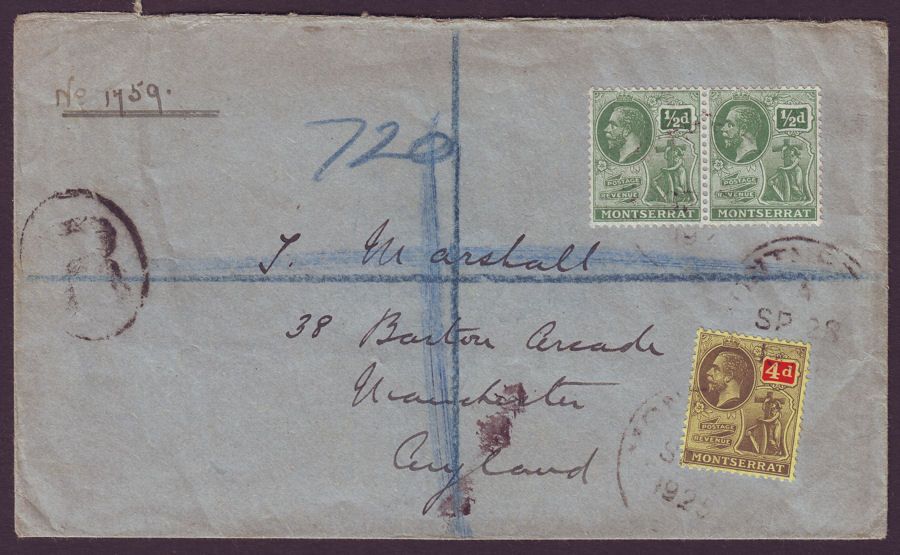 No 1759.
720
½d ½d
POSTAGE REVENUE POSTAGE REVENUE
MONTSERRAT MONTSERRAT
R
T. Marshall
SP 28
38 Barton Arcade
4d
Manchester
POSTAGE
REVENUE
England
MONTSERRAT